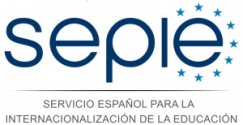 sepie
SERVICIO ESPAÑOL PARA LA
INTERNACIONALIZACIÓN DE LA EDUCACIÓN